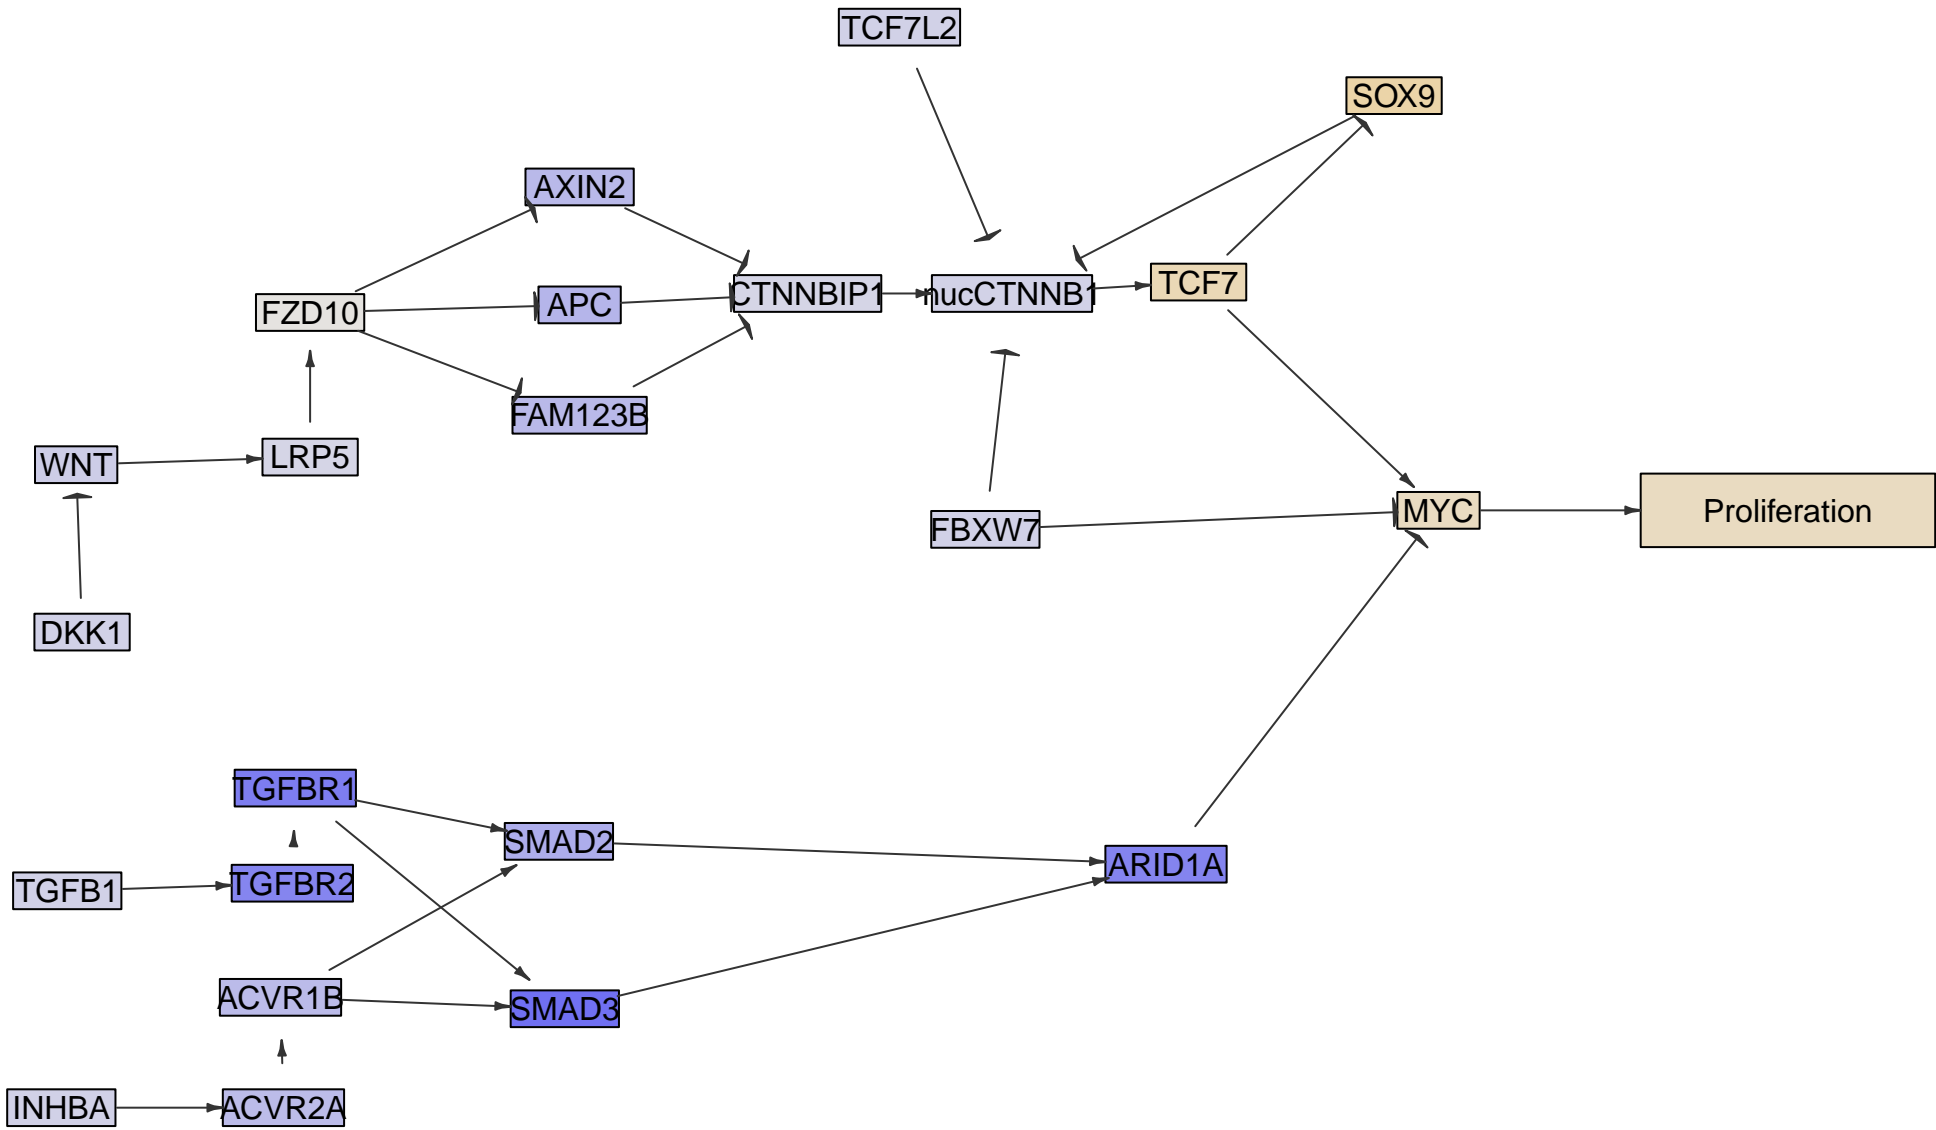 TCF7L2
SOX9
AXIN2
TCF7
CTNNBIP1
nucCTNNB1
APC
FZD10
FAM123B
LRP5
WNT
MYC
Proliferation
FBXW7
DKK1
TGFBR1
SMAD2
ARID1A
TGFBR2
TGFB1
ACVR1B
SMAD3
INHBA
ACVR2A